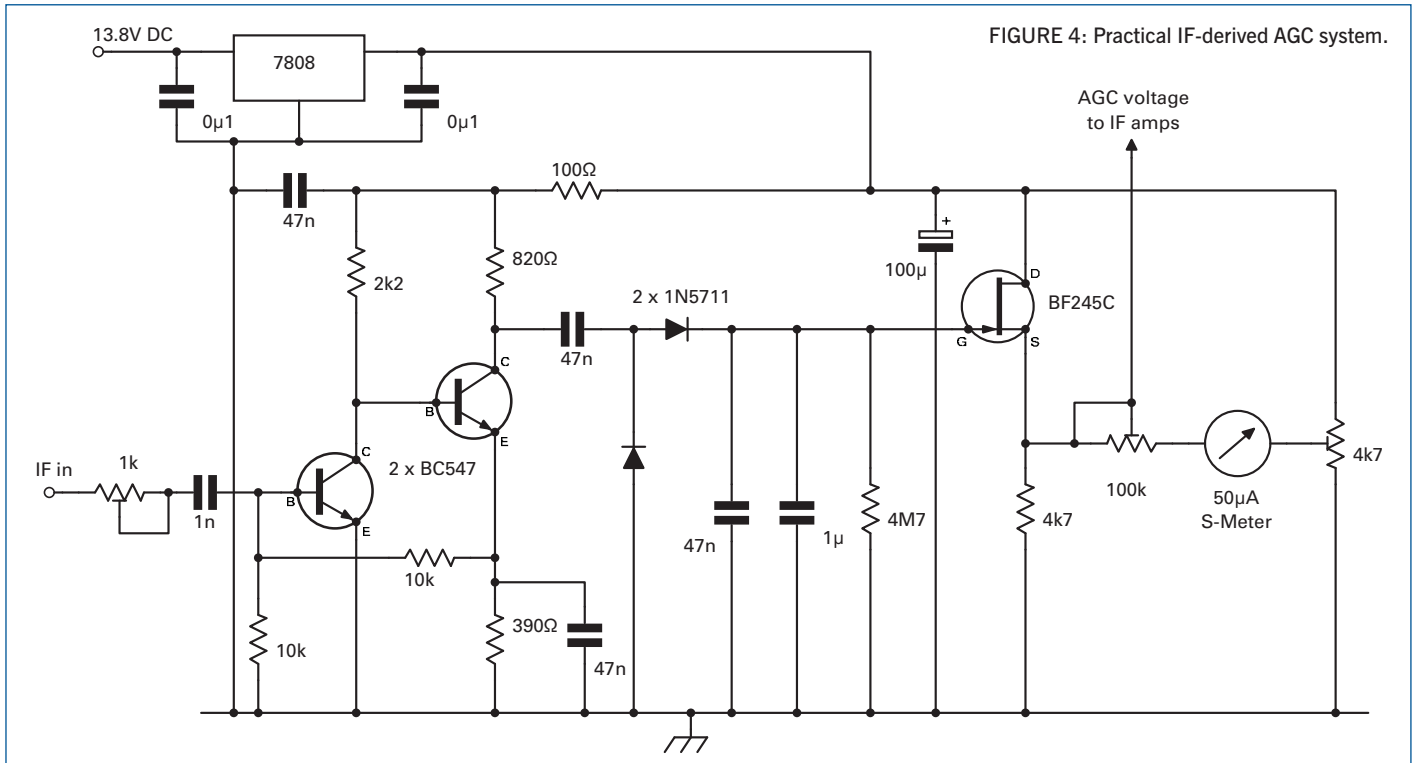 FIGURE 4: Practical IF-derived AGC system.
13.8V DC
7808
0µ1
0µ1
AGC voltage
to IF amps
100Ω
47n
2k2
820Ω
100µ
+
D
BF245C
G
S
2 x 1N5711
47n
C
B
E
IF in
1k
1n
C
2 x BC547
B
E
10k
10k
390Ω
47n
47n
1µ
4M7
4k7
100k
50µA
S-Meter
4k7